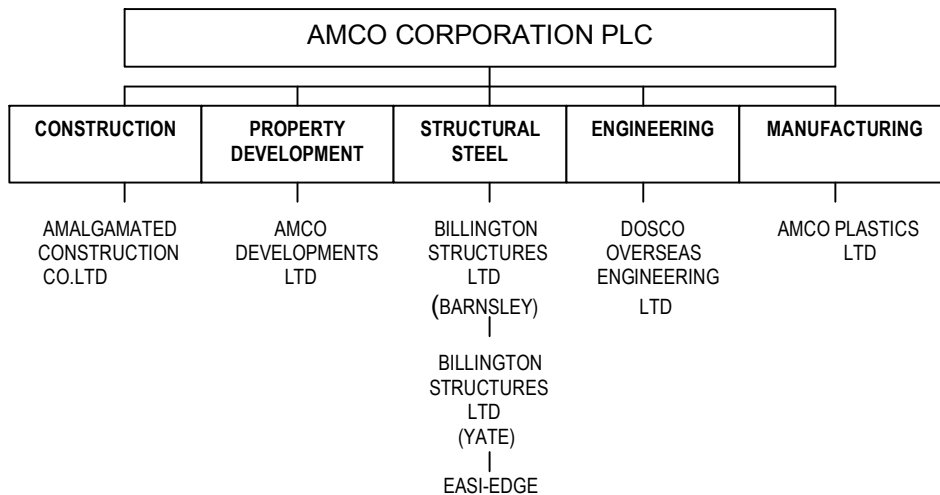 AMCO CORPORATION PLC
CONSTRUCTION
PROPERTY
DEVELOPMENT
STRUCTURAL
STEEL
ENGINEERING
MANUFACTURING
AMALGAMATED
CONSTRUCTION
CO.LTD
AMCO
DEVELOPMENTS
LTD
BILLINGTON
STRUCTURES
LTD
(BARNSLEY)
BILLINGTON
STRUCTURES
LTD
(YATE)
EASI-EDGE
DOSCO
OVERSEAS
ENGINEERING
LTD
AMCO PLASTICS
LTD